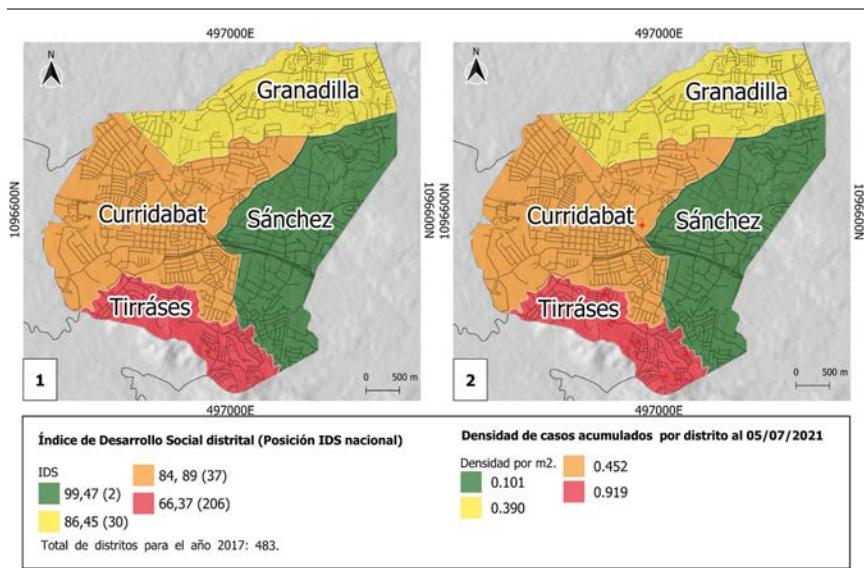 497000E
N
Granadilla
Curridabat
Sánchez
Tirráses
1096600N
1096600N
1
0 500 m
497000E
497000E
N
Granadilla
Curridabat
Sánchez
Tirráses
1096600N
2
0 500 m
497000E
Índice de Desarrollo Social distrital (Posición IDS nacional)
IDS
99,47 (2)
86,45 (30)
84, 89 (37)
66,37 (206)
Total de distritos para el año 2017: 483.
Densidad de casos acumulados por distrito al 05/07/2021
Densidad por m2.
0.101
0.390
0.452
0.919